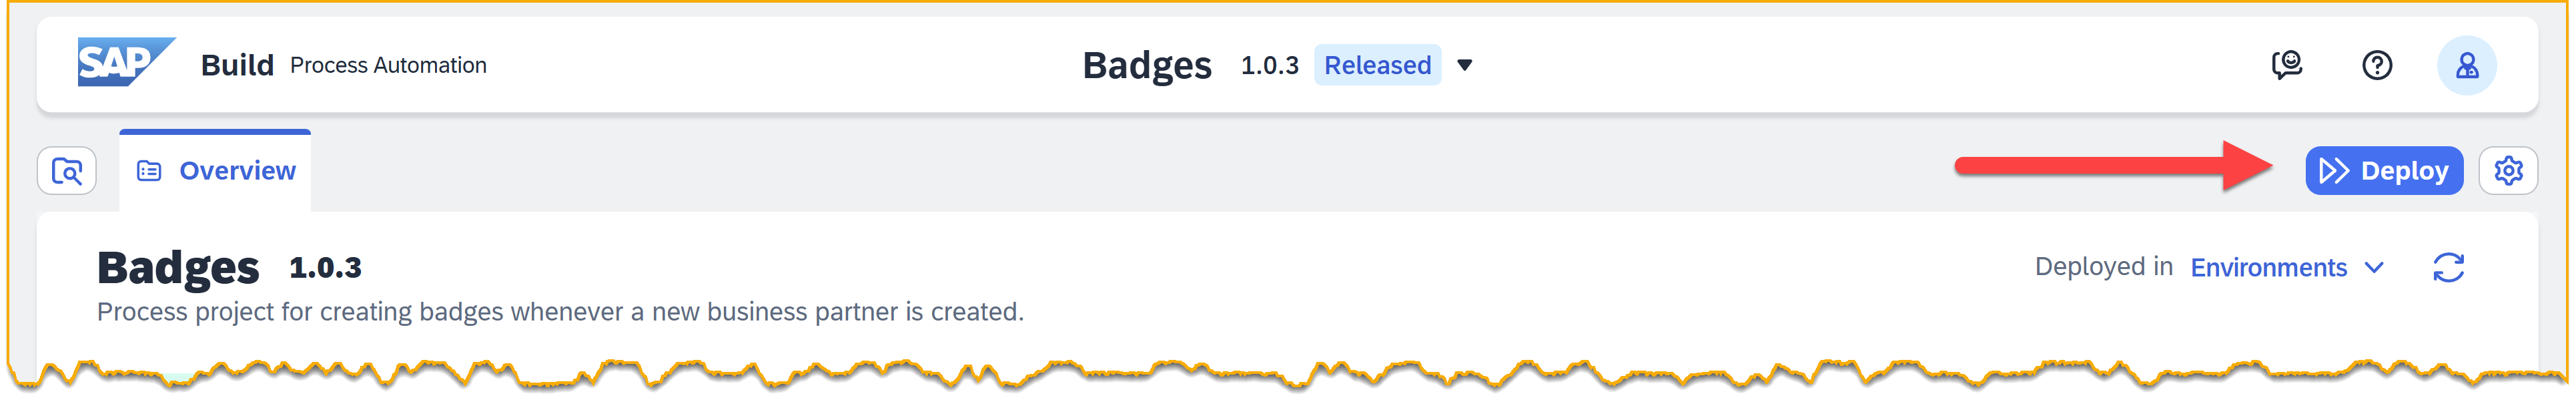 SAP Build Process Automation Badges 1.0.3 Released
Overview Deploy
Badges 1.0.3 Deployed in Environments
Process project for creating badges whenever a new business partner is created.